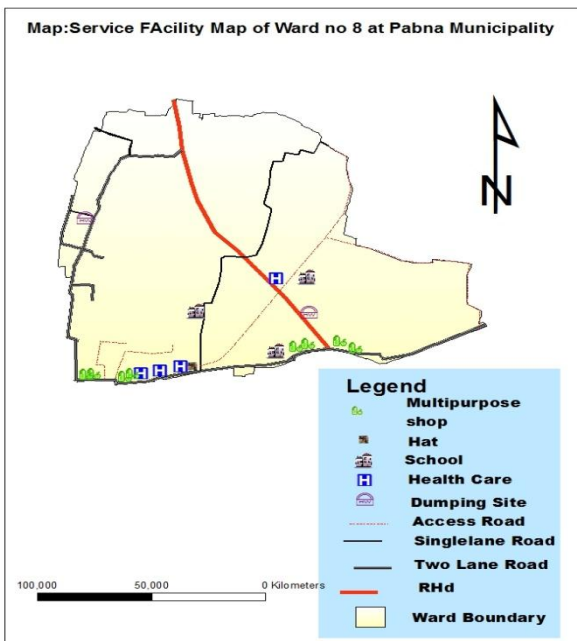 Map:Service FAcility Map of Ward no 8 at Pabna Municipality
N
H
H
H
H
Legend
Multipurpose
shop
Hat
School
H Health Care
Dumping Site
Access Road
Singlelane Road
Two Lane Road
RHd
Ward Boundary
100,000 50,000 0 Kilometers